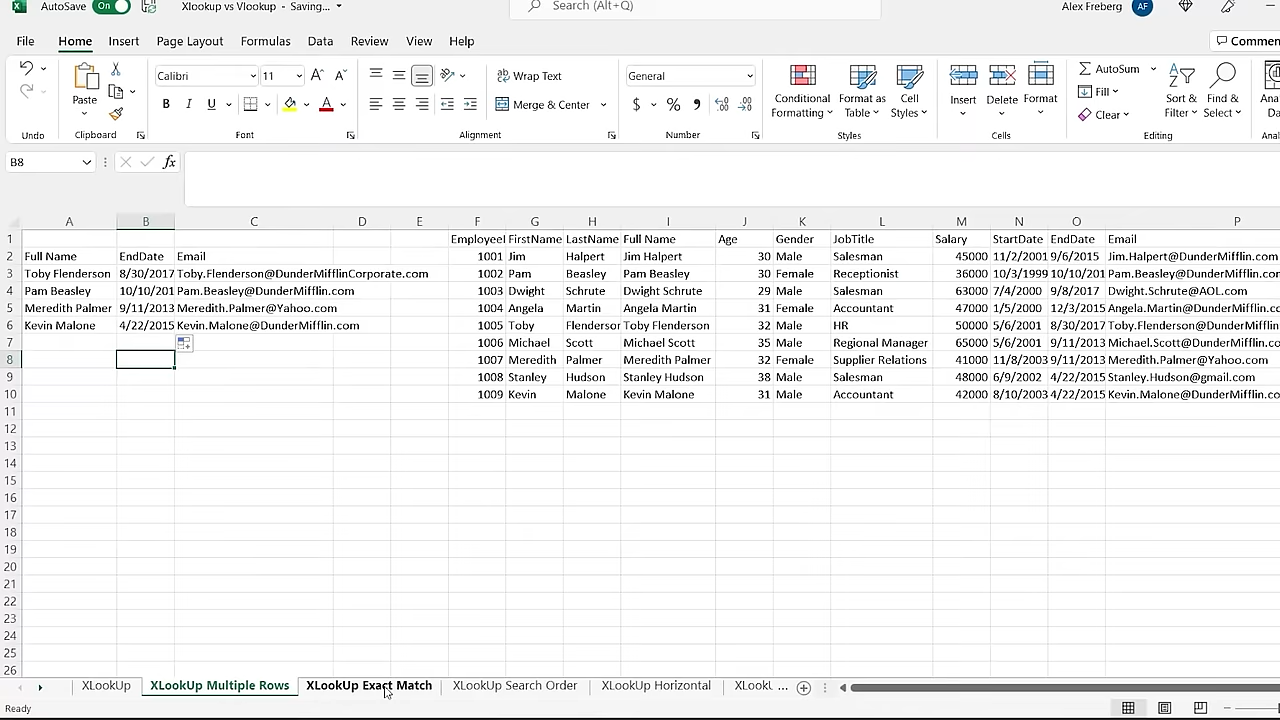 AutoSave On Xlookup vs Vlookup - Saving... Search (Alt+Q) Alex Freberg AF
File Home Insert Page Layout Formulas Data Review View Help Commen
Calibri 11 General
Wrap Text
Merge & Center
Paste
Conditional Formatting
Format as Table
Cell Styles
Insert Delete Format
AutoSum
Fill
Clear
Sort & Filter
Find & Select
Undo Clipboard Font Alignment Number Styles Cells Editing
B8 fx
A B C D E F G H I J K L M N O P
1 Employee FirstName LastName Full Name Age Gender JobTitle Salary StartDate EndDate Email
2 Full Name EndDate Email 1001 Jim Halpert Jim Halpert 30 Male Salesman 45000 11/2/2001 9/6/2015 Jim.Halpert@DunderMifflin.com
3 Toby Flenderson 8/30/2017 Toby.Flenderson@DunderMifflinCorporate.com 1002 Pam Beasley Pam Beasley 30 Female Receptionist 36000 10/3/1999 10/10/201 Pam.Beasley@DunderMifflin.co
4 Pam Beasley 10/10/201 Pam.Beasley@DunderMifflin.com 1003 Dwight Schrute Dwight Schrute 29 Male Salesman 63000 7/4/2000 9/8/2017 Dwight.Schrute@AOL.com
5 Meredith Palmer 9/11/2013 Meredith.Palmer@Yahoo.com 1004 Angela Martin Angela Martin 31 Female Accountant 47000 1/5/2000 12/3/2015 Angela.Martin@DunderMifflin.c
6 Kevin Malone 4/22/2015 Kevin.Malone@DunderMifflin.com 1005 Toby Flenderson Toby Flenderson 32 Male HR 50000 5/6/2001 8/30/2017 Toby.Flenderson@DunderMifflin
7 1006 Michael Scott Michael Scott 35 Male Regional Manager 65000 5/6/2001 9/11/2013 Michael.Scott@DunderMifflin.co
8 1007 Meredith Palmer Meredith Palmer 32 Female Supplier Relations 41000 11/8/2003 9/11/2013 Meredith.Palmer@Yahoo.com
9 1008 Stanley Hudson Stanley Hudson 38 Male Salesman 48000 6/9/2002 4/22/2015 Stanley.Hudson@gmail.com
10 1009 Kevin Malone Kevin Malone 31 Male Accountant 42000 8/10/2003 4/22/2015 Kevin.Malone@DunderMifflin.co
11
12
13
14
15
16
17
18
19
20
21
22
23
24
25
26
XLookUp XLookUp Multiple Rows XLookUp Exact Match XLookUp Search Order XLookUp Horizontal XLookU ...
Ready